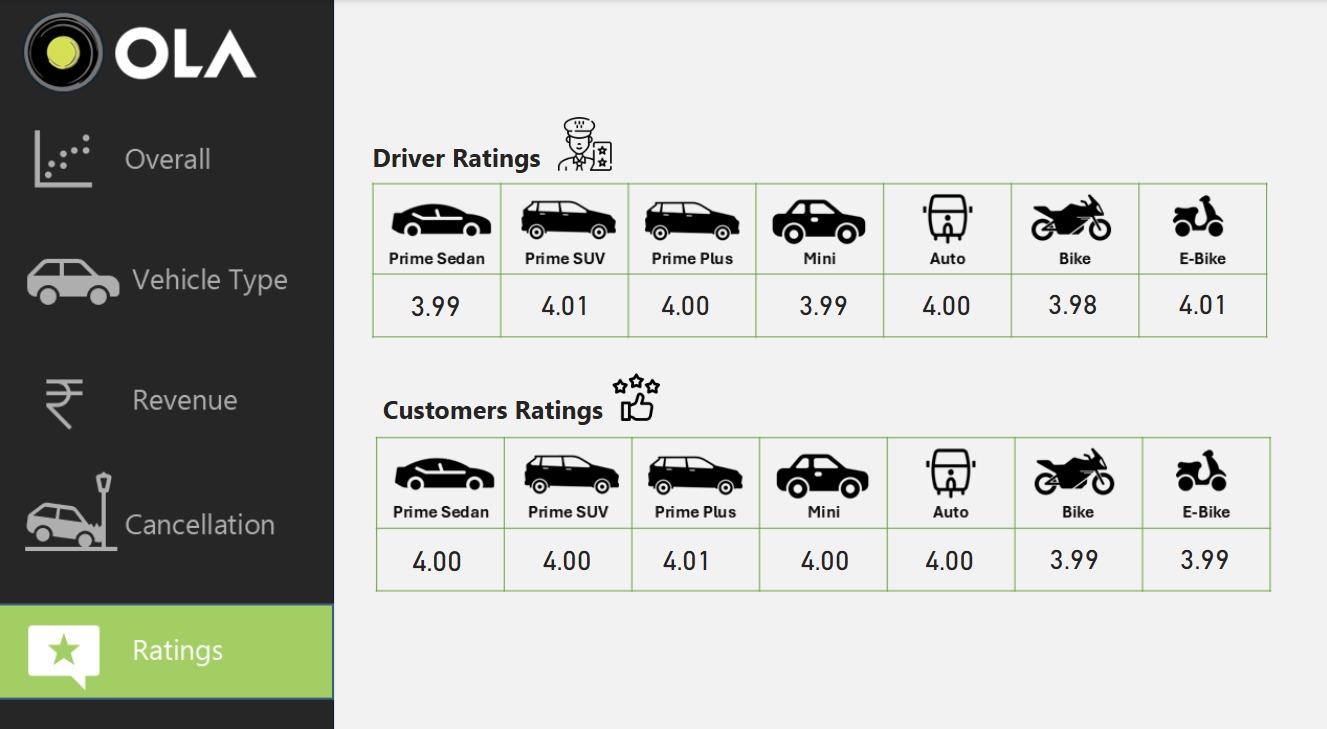 OLA
Overall
Vehicle Type
Revenue
Cancellation
Ratings
Driver Ratings
Prime Sedan Prime SUV Prime Plus Mini Auto Bike E-Bike
3.99 4.01 4.00 3.99 4.00 3.98 4.01
Customers Ratings
Prime Sedan Prime SUV Prime Plus Mini Auto Bike E-Bike
4.00 4.00 4.01 4.00 4.00 3.99 3.99